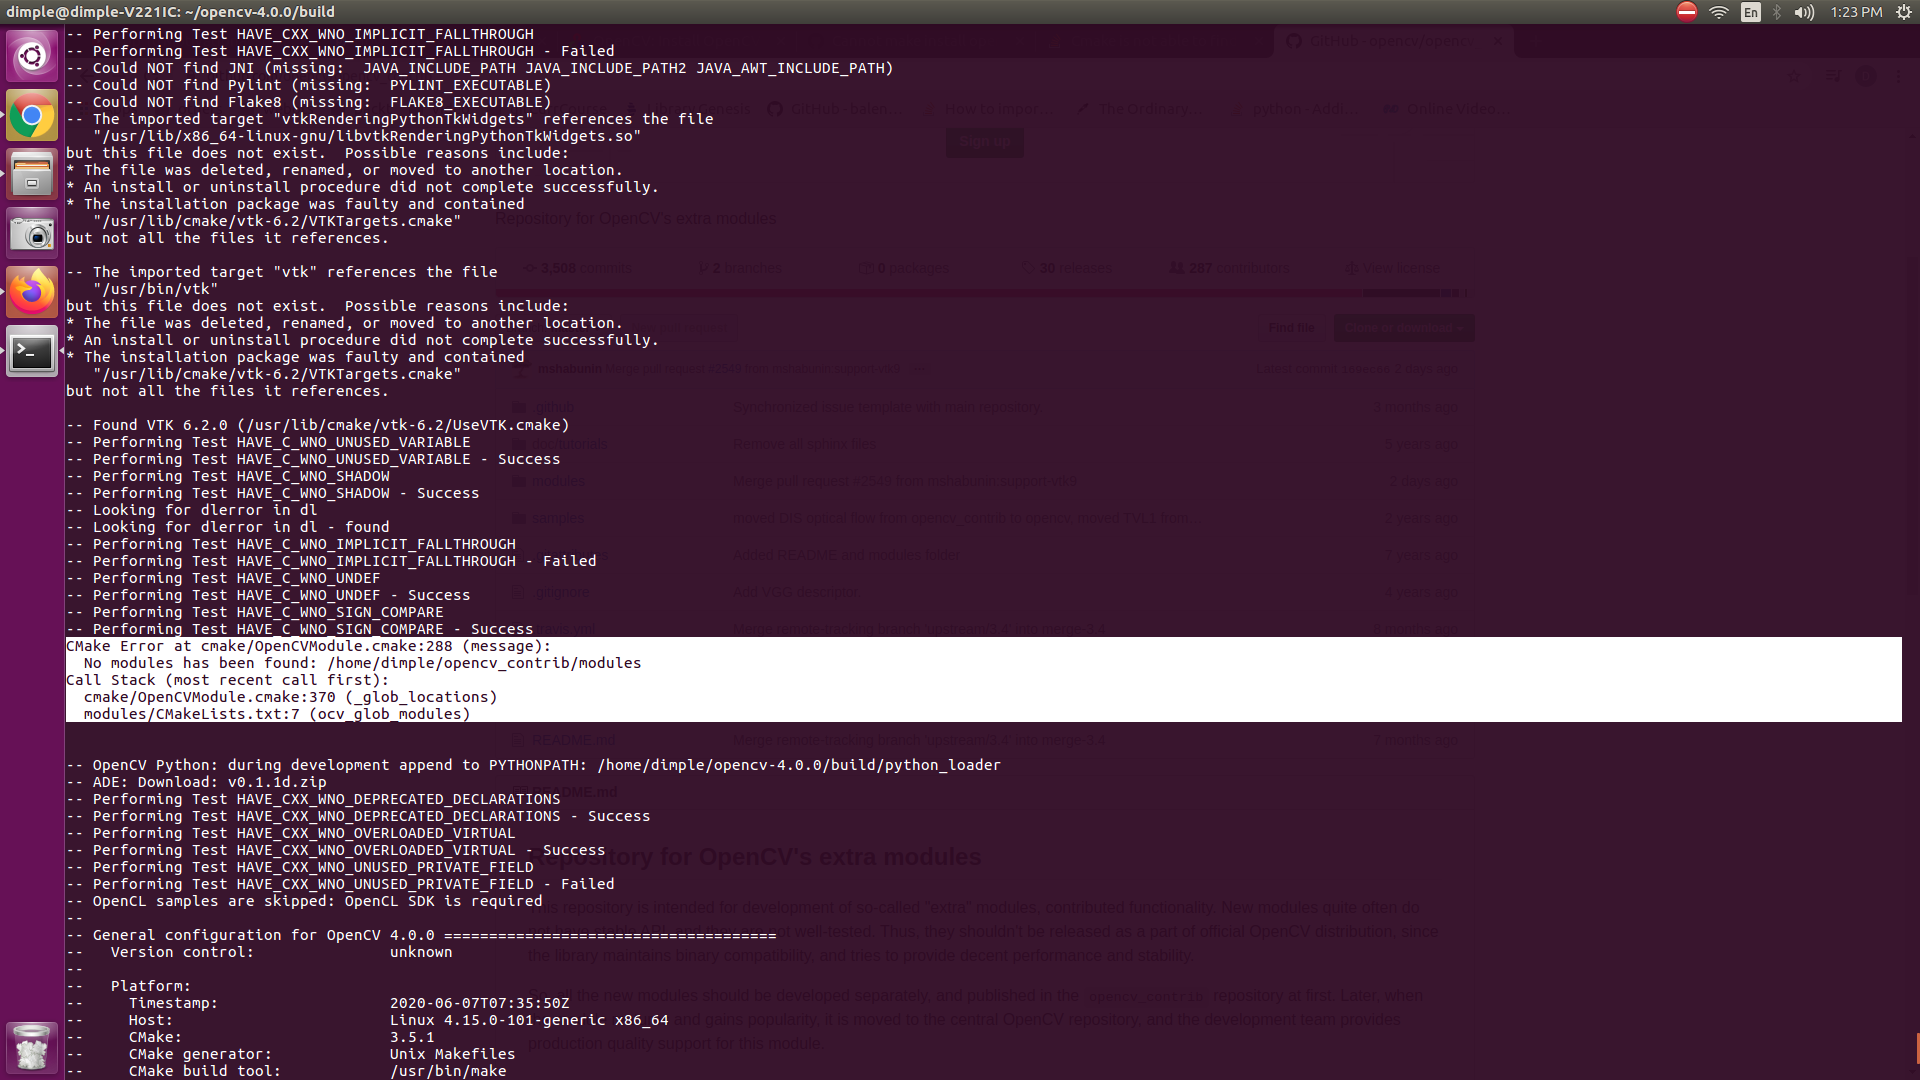 dimple@dimple-V221IC: ~/opencv-4.0.0/build
En
1:23 PM
-- Performing Test HAVE_CXX_WNO_IMPLICIT_FALLTHROUGH
-- Performing Test HAVE_CXX_WNO_IMPLICIT_FALLTHROUGH - Failed
-- Could NOT find JNI (missing:  JAVA_INCLUDE_PATH JAVA_INCLUDE_PATH2 JAVA_AWT_INCLUDE_PATH)
-- Could NOT find Pylint (missing:  PYLINT_EXECUTABLE)
-- Could NOT find Flake8 (missing:  FLAKE8_EXECUTABLE)
-- The imported target "vtkRenderingPythonTkWidgets" references the file
   "/usr/lib/x86_64-linux-gnu/libvtkRenderingPythonTkWidgets.so"
but this file does not exist.  Possible reasons include:
* The file was deleted, renamed, or moved to another location.
* An install or uninstall procedure did not complete successfully.
* The installation package was faulty and contained
   "/usr/lib/cmake/vtk-6.2/VTKTargets.cmake"
but not all the files it references.
-- The imported target "vtk" references the file
   "/usr/bin/vtk"
but this file does not exist.  Possible reasons include:
* The file was deleted, renamed, or moved to another location.
* An install or uninstall procedure did not complete successfully.
* The installation package was faulty and contained
   "/usr/lib/cmake/vtk-6.2/VTKTargets.cmake"
but not all the files it references.
-- Found VTK 6.2.0 (/usr/lib/cmake/vtk-6.2/UseVTK.cmake)
-- Performing Test HAVE_C_WNO_UNUSED_VARIABLE
-- Performing Test HAVE_C_WNO_UNUSED_VARIABLE - Success
-- Performing Test HAVE_C_WNO_SHADOW
-- Performing Test HAVE_C_WNO_SHADOW - Success
-- Looking for dlerror in dl
-- Looking for dlerror in dl - found
-- Performing Test HAVE_C_WNO_IMPLICIT_FALLTHROUGH
-- Performing Test HAVE_C_WNO_IMPLICIT_FALLTHROUGH - Failed
-- Performing Test HAVE_C_WNO_UNDEF
-- Performing Test HAVE_C_WNO_UNDEF - Success
-- Performing Test HAVE_C_WNO_SIGN_COMPARE
-- Performing Test HAVE_C_WNO_SIGN_COMPARE - Success
CMake Error at cmake/OpenCVModule.cmake:288 (message):
  No modules has been found: /home/dimple/opencv_contrib/modules
Call Stack (most recent call first):
  cmake/OpenCVModule.cmake:370 (_glob_locations)
  modules/CMakeLists.txt:7 (ocv_glob_modules)
-- OpenCV Python: during development append to PYTHONPATH: /home/dimple/opencv-4.0.0/build/python_loader
-- ADE: Download: v0.1.1d.zip
-- Performing Test HAVE_CXX_WNO_DEPRECATED_DECLARATIONS
-- Performing Test HAVE_CXX_WNO_DEPRECATED_DECLARATIONS - Success
-- Performing Test HAVE_CXX_WNO_OVERLOADED_VIRTUAL
-- Performing Test HAVE_CXX_WNO_OVERLOADED_VIRTUAL - Success
-- Performing Test HAVE_CXX_WNO_UNUSED_PRIVATE_FIELD
-- Performing Test HAVE_CXX_WNO_UNUSED_PRIVATE_FIELD - Failed
-- OpenCL samples are skipped: OpenCL SDK is required
--
-- General configuration for OpenCV 4.0.0 =====================================
--   Version control:               unknown
--
--   Platform:
--     Timestamp:                   2020-06-07T07:35:50Z
--     Host:                        Linux 4.15.0-101-generic x86_64
--     CMake:                       3.5.1
--     CMake generator:             Unix Makefiles
--     CMake build tool:            /usr/bin/make